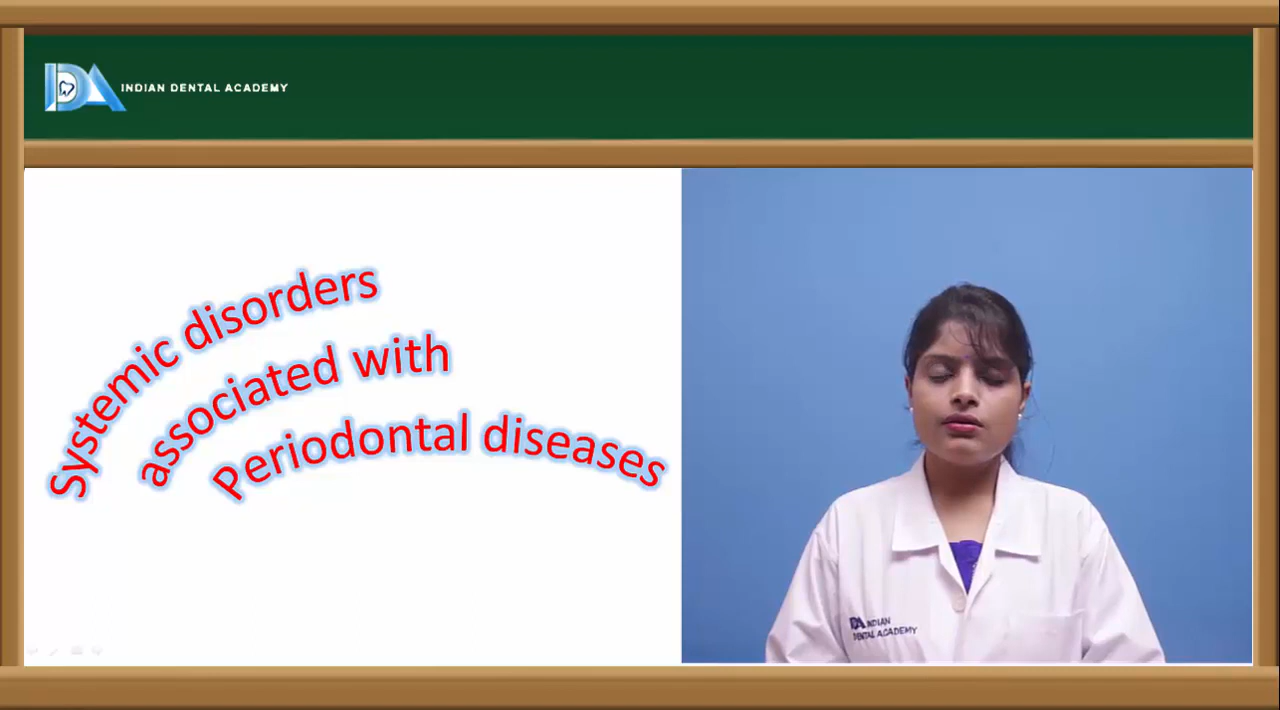 INDIAN DENTAL ACADEMY
Systemic disorders
associated with
Periodontal diseases
INDIAN
DENTAL ACADEMY